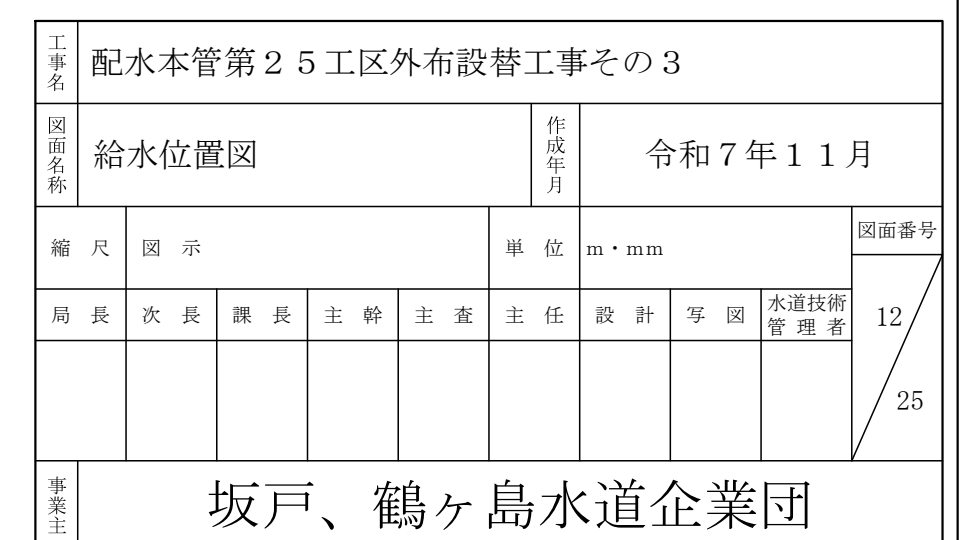 工事名 配水本管第２５工区外布設替工事その３
図面名称 給水位置図 作成年月 令和７年１１月
縮尺 図示 単位 m・mm 図面番号
局長 次長 課長 主幹 主査 主任 設計 写図 水道技術管理者 12/25
事業主 坂戸、鶴ヶ島水道企業団